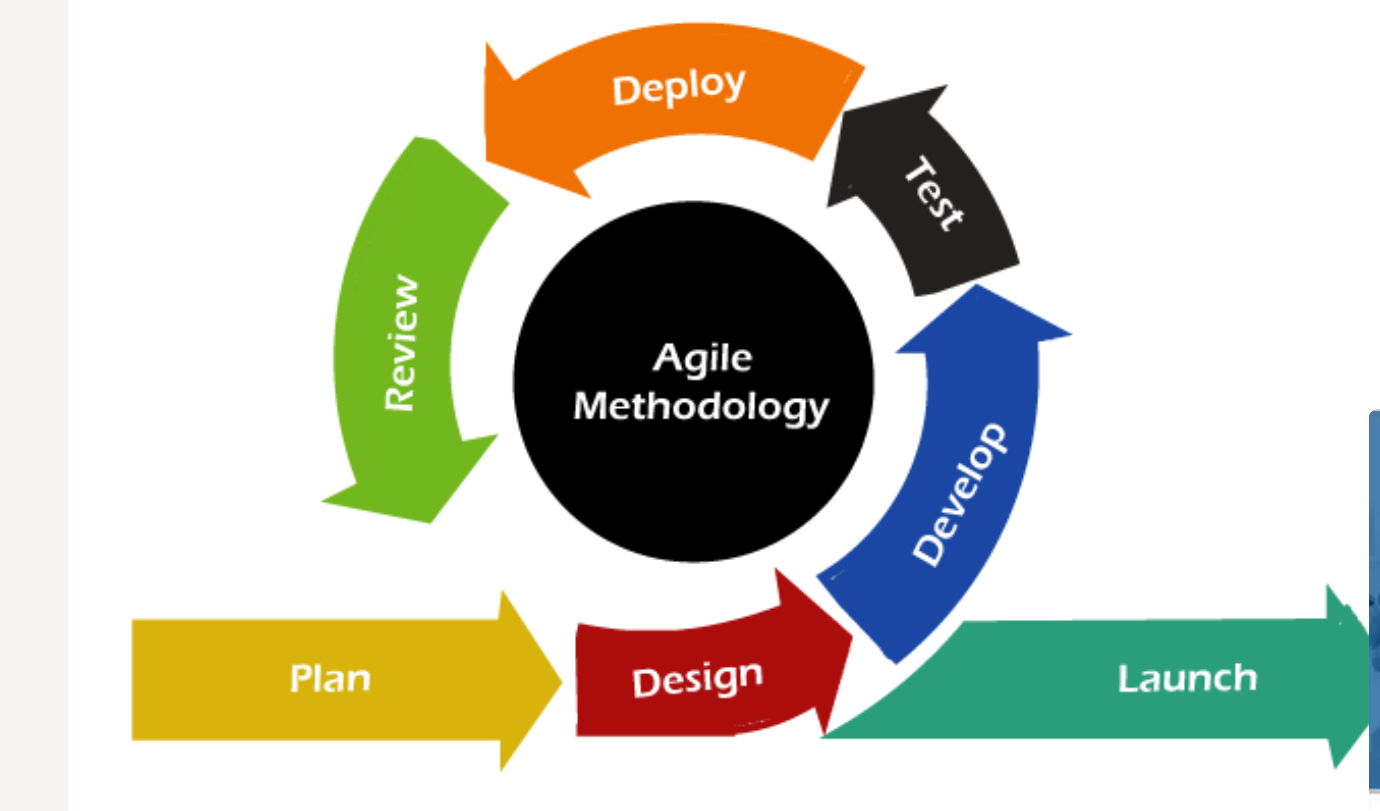 Deploy
Test
Review
Agile
Methodology
Develop
Plan
Design
Launch